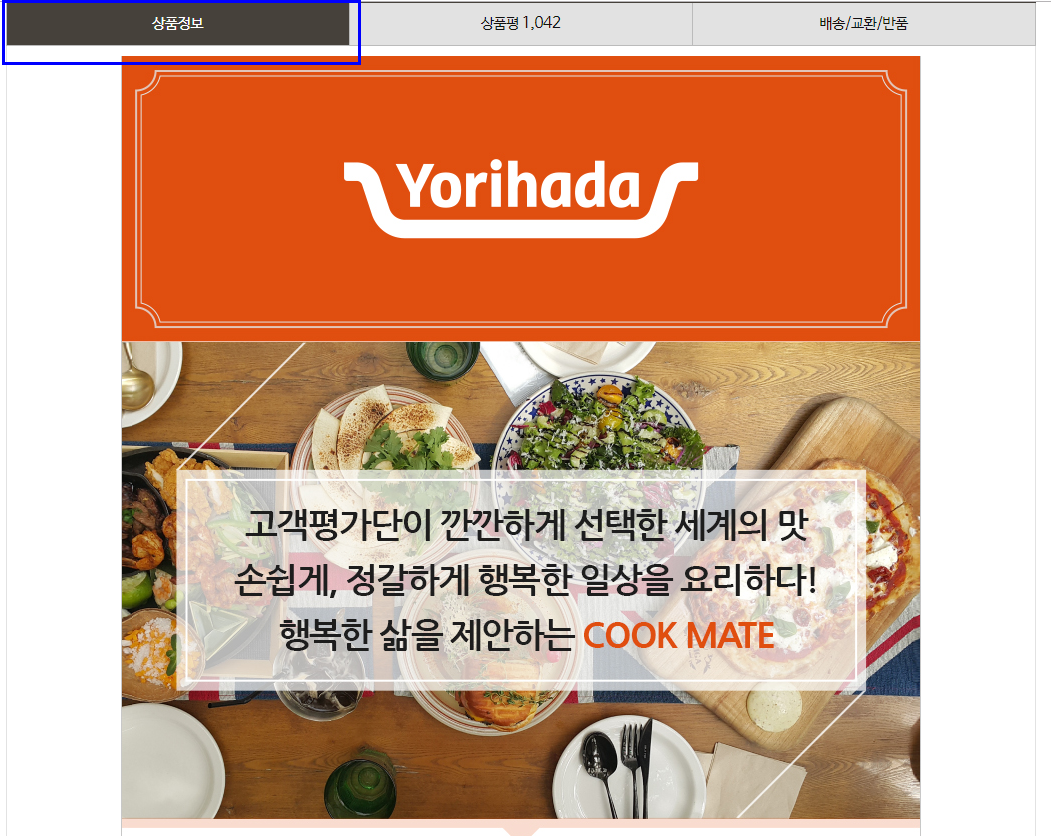 상품정보
상품평 1,042
배송/교환/반품
Yorihada
고객평가단이 깐깐하게 선택한 세계의 맛
손쉽게, 정갈하게 행복한 일상을 요리하다!
행복한 삶을 제안하는 COOK MATE